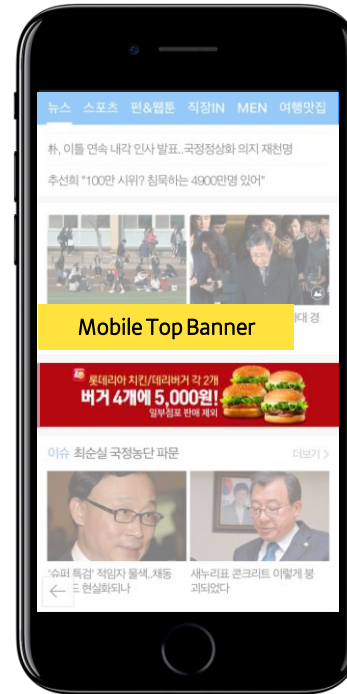 뉴스 스포츠 펀&웹툰 직장IN MEN 여행맛집
朴, 이틀 연속 내각 인사 발표..국정정상화 의지 재천명
추선희 "100만 시위? 침묵하는 4900만명 있어"
대 경
Mobile Top Banner
롯데리아 치킨/데리버거 각 2개
버거 4개에 5,000원!
일부점포 판매 제외
이슈 최순실 국정농단 파문
더보기 >
'슈퍼 특검' 적임자 물색..채동
드 현실화되나
새누리표 콘크리트 이렇게 붕
괴되었다